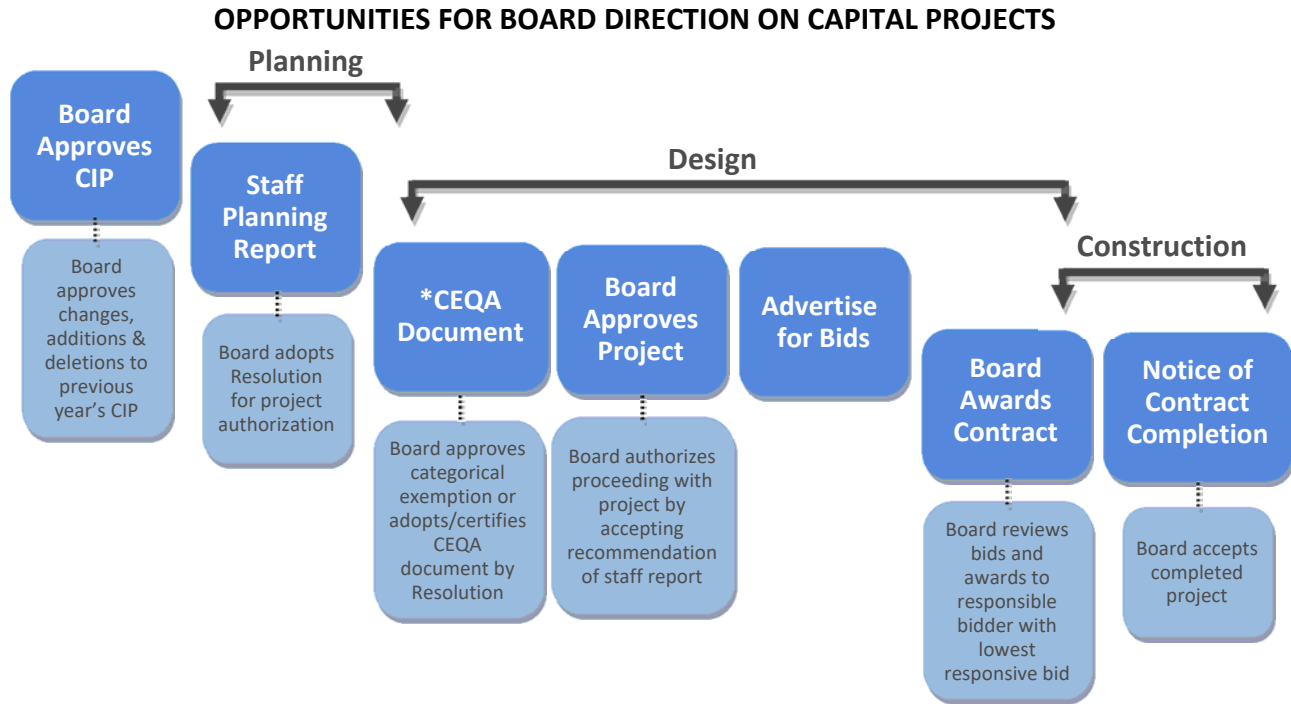 OPPORTUNITIES FOR BOARD DIRECTION ON CAPITAL PROJECTS
Planning
Board
Approves
CIP
Board
approves
changes,
additions &
deletions to
previous
year's CIP
Staff
Planning
Report
Board adopts
Resolution
for project
authorization
Design
*CEQA
Document
Board approves
categorical
exemption or
adopts/certifies
CEQA
document by
Resolution
Board
Approves
Project
Board authorizes
proceeding with
project by
accepting
recommendation
of staff report
Advertise
for Bids
Construction
Board
Awards
Contract
Board reviews
bids and
awards to
responsible
bidder with
lowest
responsive bid
Notice of
Contract
Completion
Board accepts
completed
project